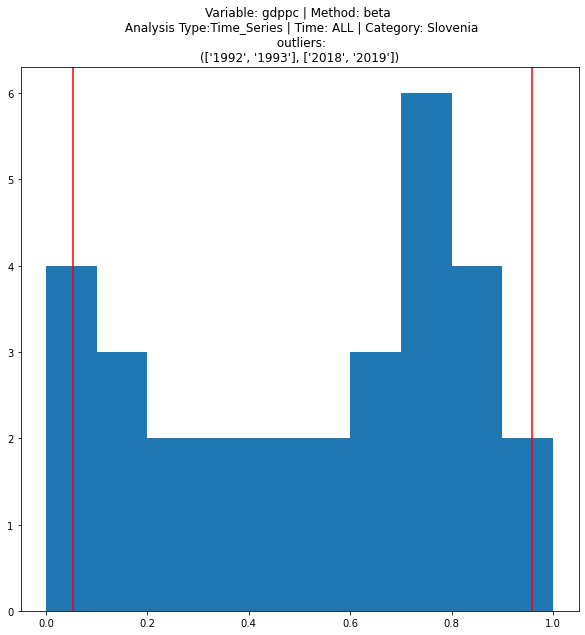 Variable: gdppc | Method: beta
Analysis Type:Time_Series | Time: ALL | Category: Slovenia
outliers:
(['1992', '1993'], ['2018', '2019'])
6
5
4
3
2
1
0
0.0 0.2 0.4 0.6 0.8 1.0